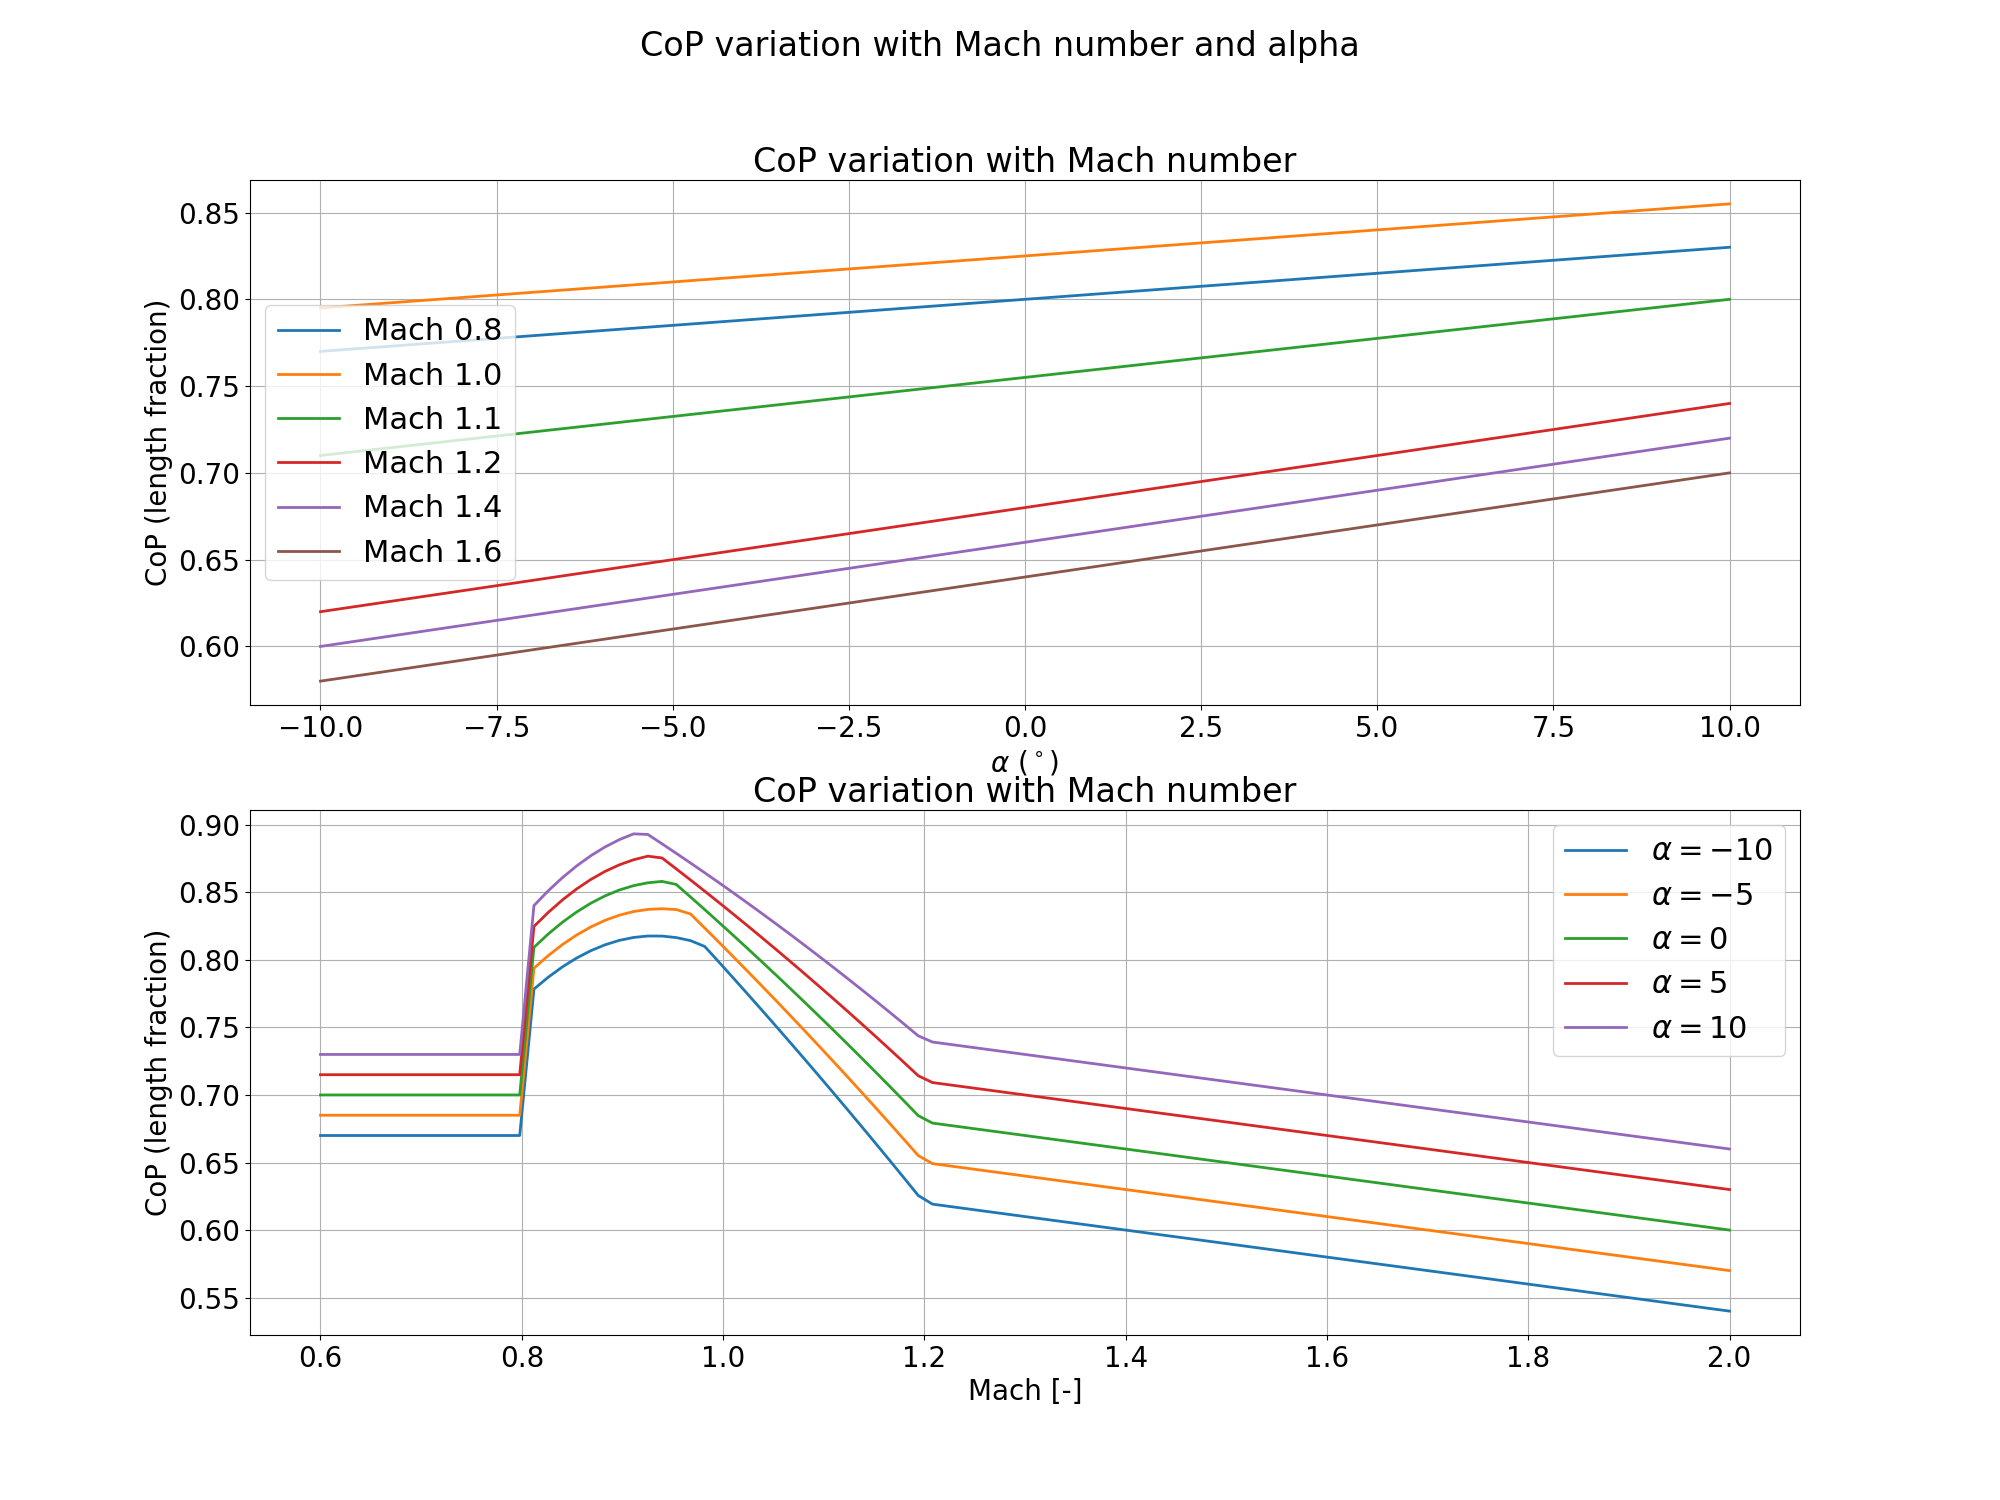 CoP variation with Mach number and alpha
CoP variation with Mach number
CoP (length fraction)
0.85
0.80
0.75
0.70
0.65
0.60
Mach 0.8
Mach 1.0
Mach 1.1
Mach 1.2
Mach 1.4
Mach 1.6
−10.0 −7.5 −5.0 −2.5 0.0 2.5 5.0 7.5 10.0
α (°)
CoP variation with Mach number
CoP (length fraction)
0.90
0.85
0.80
0.75
0.70
0.65
0.60
0.55
α = −10
α = −5
α = 0
α = 5
α = 10
0.6 0.8 1.0 1.2 1.4 1.6 1.8 2.0
Mach [-]